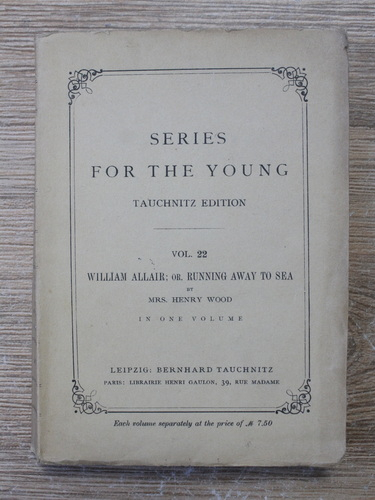 SERIES
FOR THE YOUNG
TAUCHNITZ EDITION
VOL. 22
WILLIAM ALLAIR; OR, RUNNING AWAY TO SEA
BY
MRS. HENRY WOOD
IN ONE VOLUME
LEIPZIG: BERNHARD TAUCHNITZ
PARIS: LIBRAIRIE HENRI GAULON, 39, RUE MADAME
Each volume separately at the price of ℳ 7.50